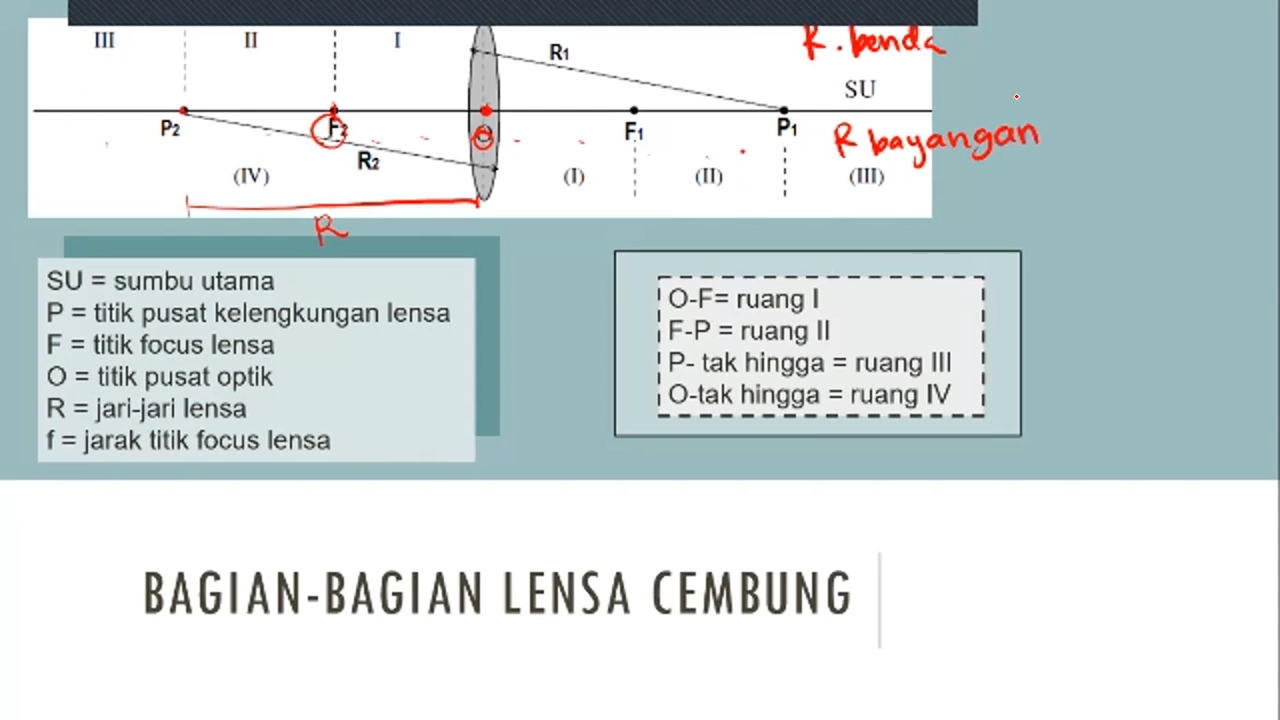 III II I R1 R. benda
SU
P2 F2 O F1 P1 R bayangan
R2
(IV) (I) (II) (III)
R
SU = sumbu utama
P = titik pusat kelengkungan lensa
F = titik focus lensa
O = titik pusat optik
R = jari-jari lensa
f = jarak titik focus lensa
O-F= ruang I
F-P = ruang II
P- tak hingga = ruang III
O-tak hingga = ruang IV
BAGIAN-BAGIAN LENSA CEMBUNG